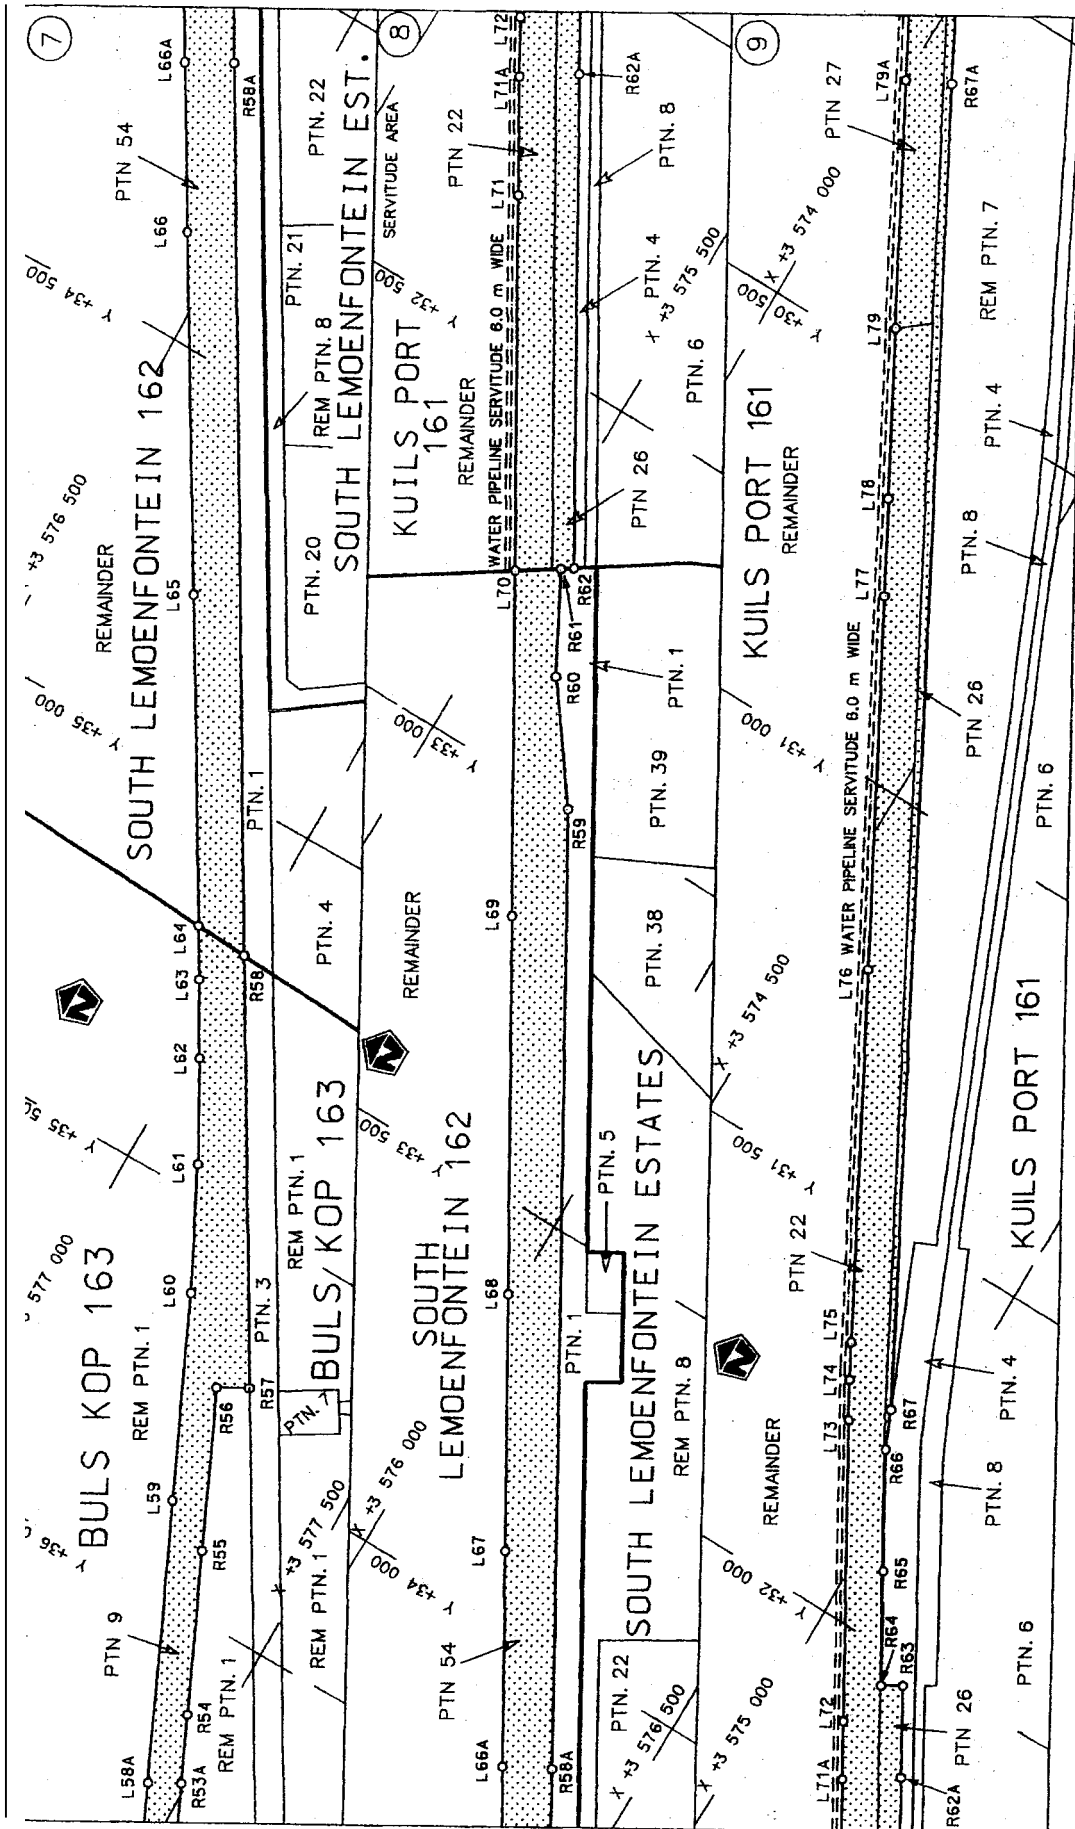 7
L58A
R53A
PTN 9
R54
REM PTN. 1
R55
L59
BULS KOP 163
REM PTN. 1
Y +36
577 000
L60
R56
R57
PTN. 7
PTN. 3
REM PTN. 1
X +3 577 500
REM PTN. 1
BULS KOP 163
L61
L62
L63
L64
R58
Y +35 50
N
PTN. 1
PTN. 4
SOUTH LEMOENFONTEIN 162
REMAINDER
+3 576 500
Y +35 000
L65
L66
PTN 54
L66A
R58A
Y +34 500
PTN. 20
REM PTN. 8
PTN. 21
PTN. 22
SOUTH LEMOENFONTEIN EST.
8
L66A
R58A
PTN 54
L67
Y +34 000
X +3 576 000
SOUTH
LEMOENFONTEIN 162
L68
PTN. 1
PTN. 5
PTN. 22
X +3 576 500
SOUTH LEMOENFONTEIN ESTATES
REM PTN. 8
Y +33 500
N
REMAINDER
L69
R59
R60
R61
R62
L70
PTN. 38
PTN. 39
PTN. 1
Y +33 000
KUILS PORT
161
REMAINDER
WATER PIPELINE SERVITUDE 6.0 m WIDE
SERVITUDE AREA
Y +32 500
PTN 22
L71
L71A
L72
R62A
PTN 26
PTN. 4
PTN. 8
PTN. 6
X +3 575 500
9
X +3 575 000
L71A
L72
R62A
R63
R64
R65
PTN 26
PTN. 6
Y +32 000
REMAINDER
L73
L74
L75
R66
R67
PTN 22
PTN. 8
PTN. 4
N
Y +31 500
X +3 574 500
KUILS PORT 161
L76
WATER PIPELINE SERVITUDE 6.0 m WIDE
Y +31 000
KUILS PORT 161
REMAINDER
L77
L78
L79
PTN 26
PTN. 6
PTN. 8
PTN. 4
REM PTN. 7
Y +30 500
X +3 574 000
PTN 27
L79A
R67A